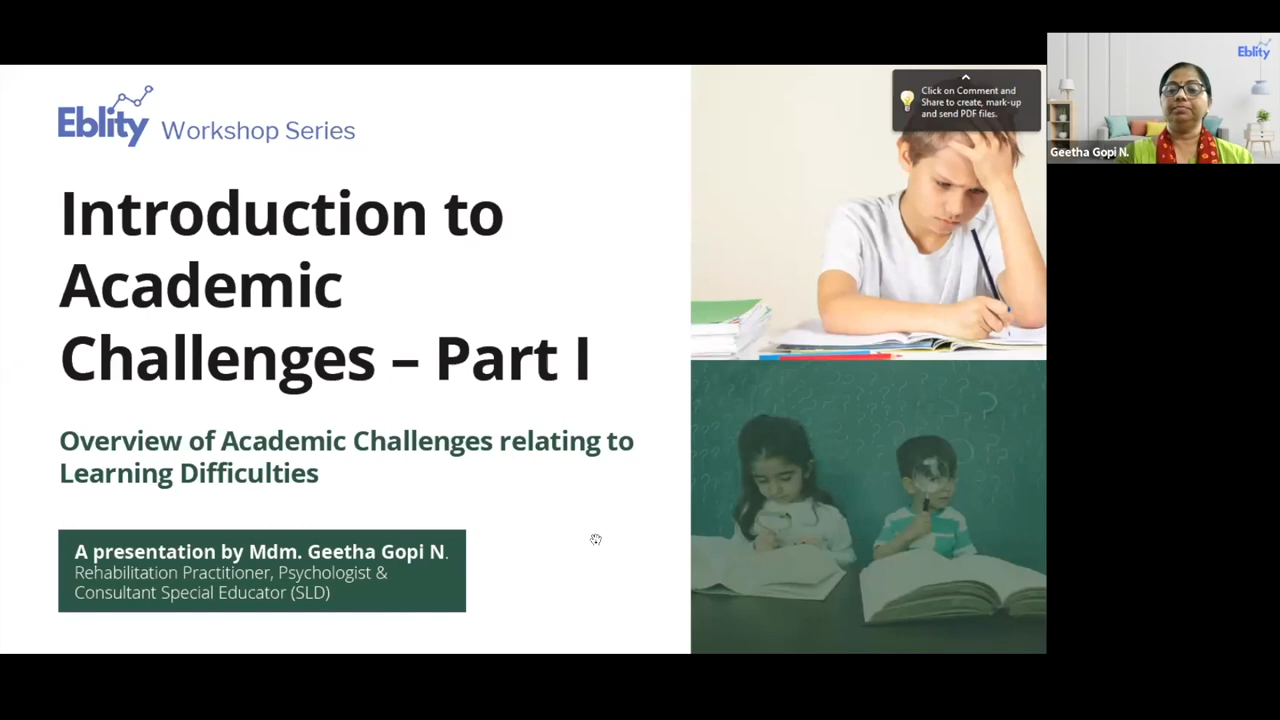 Eblity Workshop Series
Introduction to
Academic
Challenges – Part I
Overview of Academic Challenges relating to
Learning Difficulties
A presentation by Mdm. Geetha Gopi N.
Rehabilitation Practitioner, Psychologist &
Consultant Special Educator (SLD)
Click on Comment and
Share to create, mark-up
and send PDF files.
Eblity
Geetha Gopi N.